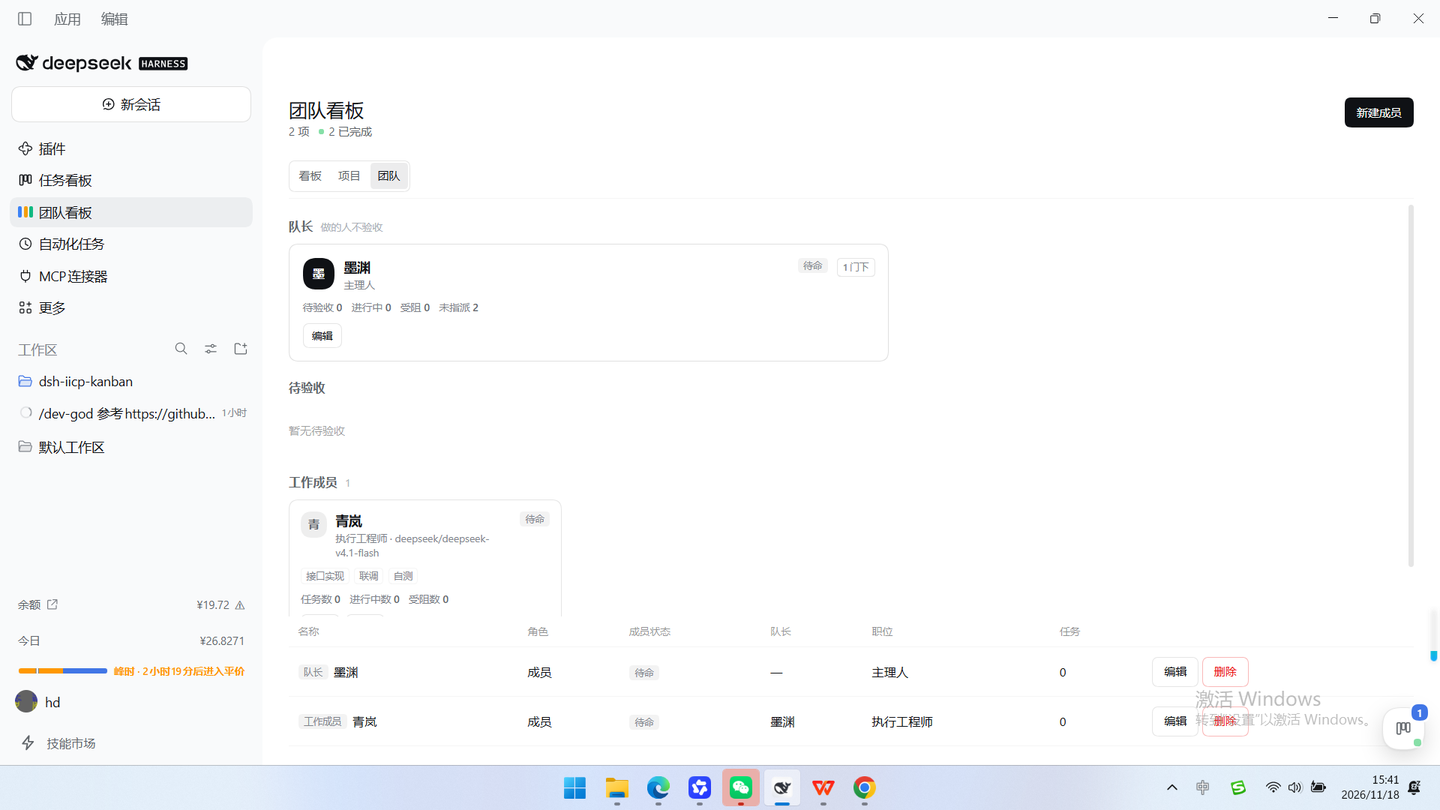 应用 编辑
deepseek HARNESS
新会话
插件
任务看板
团队看板
自动化任务
MCP连接器
更多
工作区
dsh-iicp-kanban
/dev-god 参考https://github... 1小时
默认工作区
余额 ¥19.72
今日 ¥26.8271
峰时 · 2小时19分后进入平价
hd
技能市场
团队看板
2 项 2 已完成
新建成员
看板 项目 团队
队长 做的人不验收
墨 墨渊 待命 1 门下
主理人
待验收 0 进行中 0 受阻 0 未指派 2
编辑
待验收
暂无待验收
工作成员 1
青 青岚 待命
执行工程师 · deepseek/deepseek-
v4.1-flash
接口实现 联调 自测
任务数 0 进行中数 0 受阻数 0
名称 角色 成员状态 队长 职位 任务
队长 墨渊 成员 待命 — 主理人 0 编辑 删除
工作成员 青岚 成员 待命 墨渊 执行工程师 0 编辑 删除
激活 Windows
转到"设置"以激活 Windows。
1
中
15:41
2026/11/18